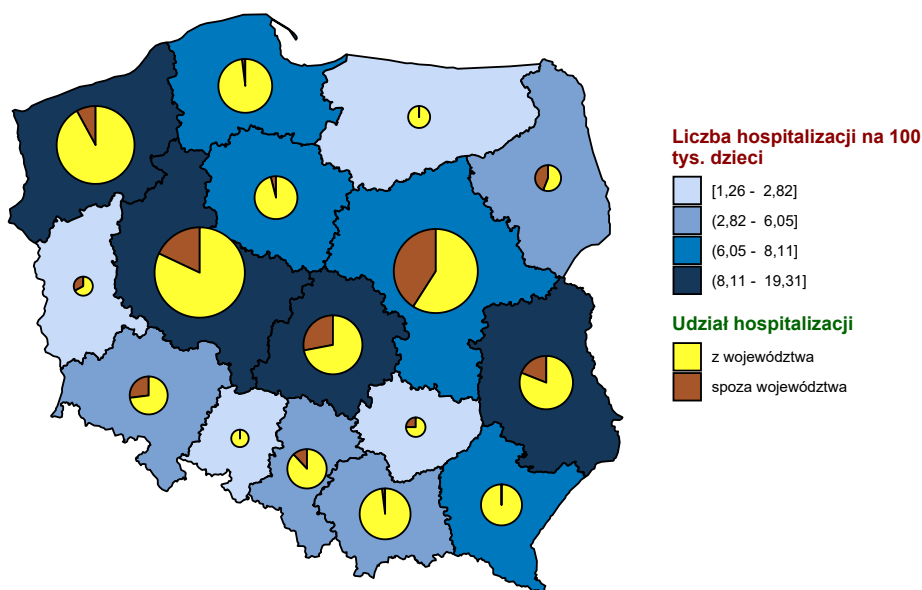 Liczba hospitalizacji na 100
tys. dzieci
[1,26 - 2,82]
(2,82 - 6,05]
(6,05 - 8,11]
(8,11 - 19,31]
Udział hospitalizacji
z województwa
spoza województwa